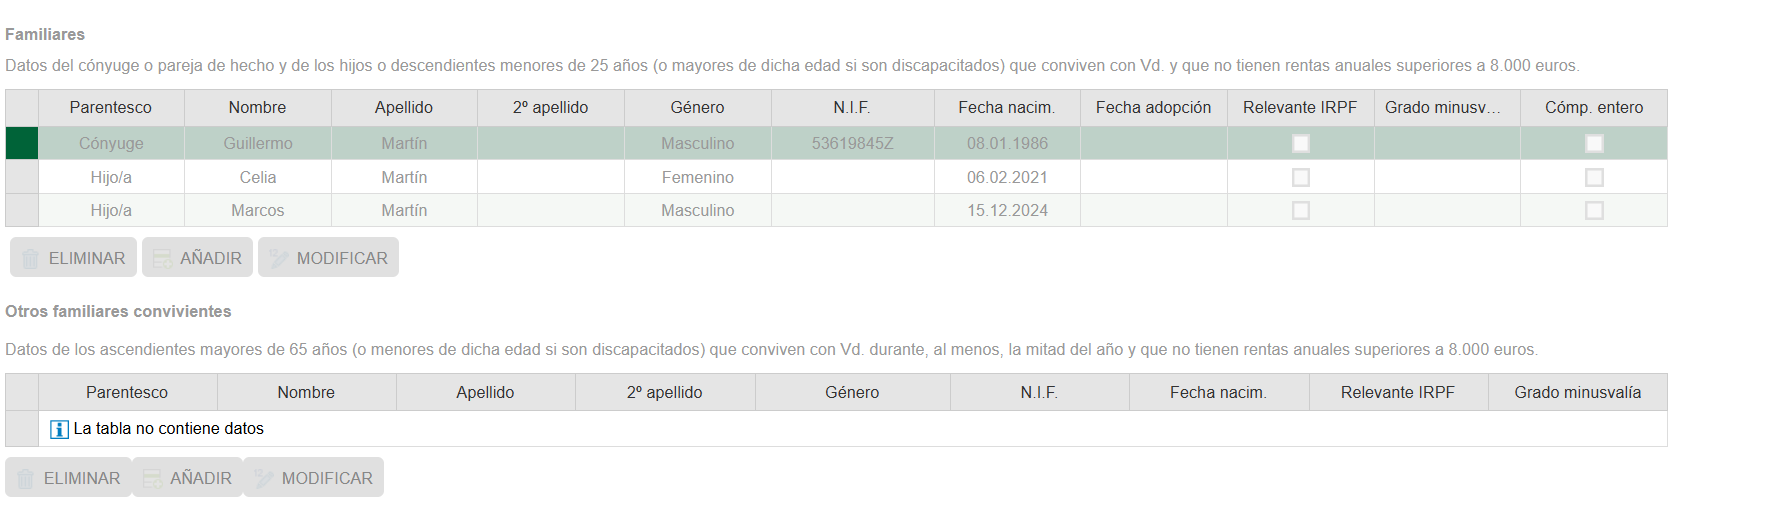 Familiares
Datos del cónyuge o pareja de hecho y de los hijos o descendientes menores de 25 años (o mayores de dicha edad si son discapacitados) que conviven con Vd. y que no tienen rentas anuales superiores a 8.000 euros.
Parentesco Nombre Apellido 2º apellido Género N.I.F. Fecha nacim. Fecha adopción Relevante IRPF Grado minusv... Cómp. entero
Cónyuge Guillermo Martín Masculino 53619845Z 08.01.1986
Hijo/a Celia Martín Femenino 06.02.2021
Hijo/a Marcos Martín Masculino 15.12.2024
ELIMINAR AÑADIR MODIFICAR
Otros familiares convivientes
Datos de los ascendientes mayores de 65 años (o menores de dicha edad si son discapacitados) que conviven con Vd. durante, al menos, la mitad del año y que no tienen rentas anuales superiores a 8.000 euros.
Parentesco Nombre Apellido 2º apellido Género N.I.F. Fecha nacim. Relevante IRPF Grado minusvalía
La tabla no contiene datos
ELIMINAR AÑADIR MODIFICAR